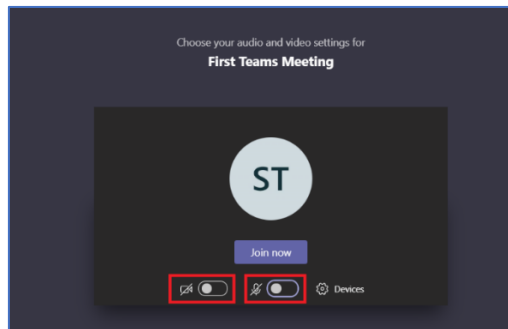 Choose your audio and video settings for
First Teams Meeting
ST
Join now
Devices